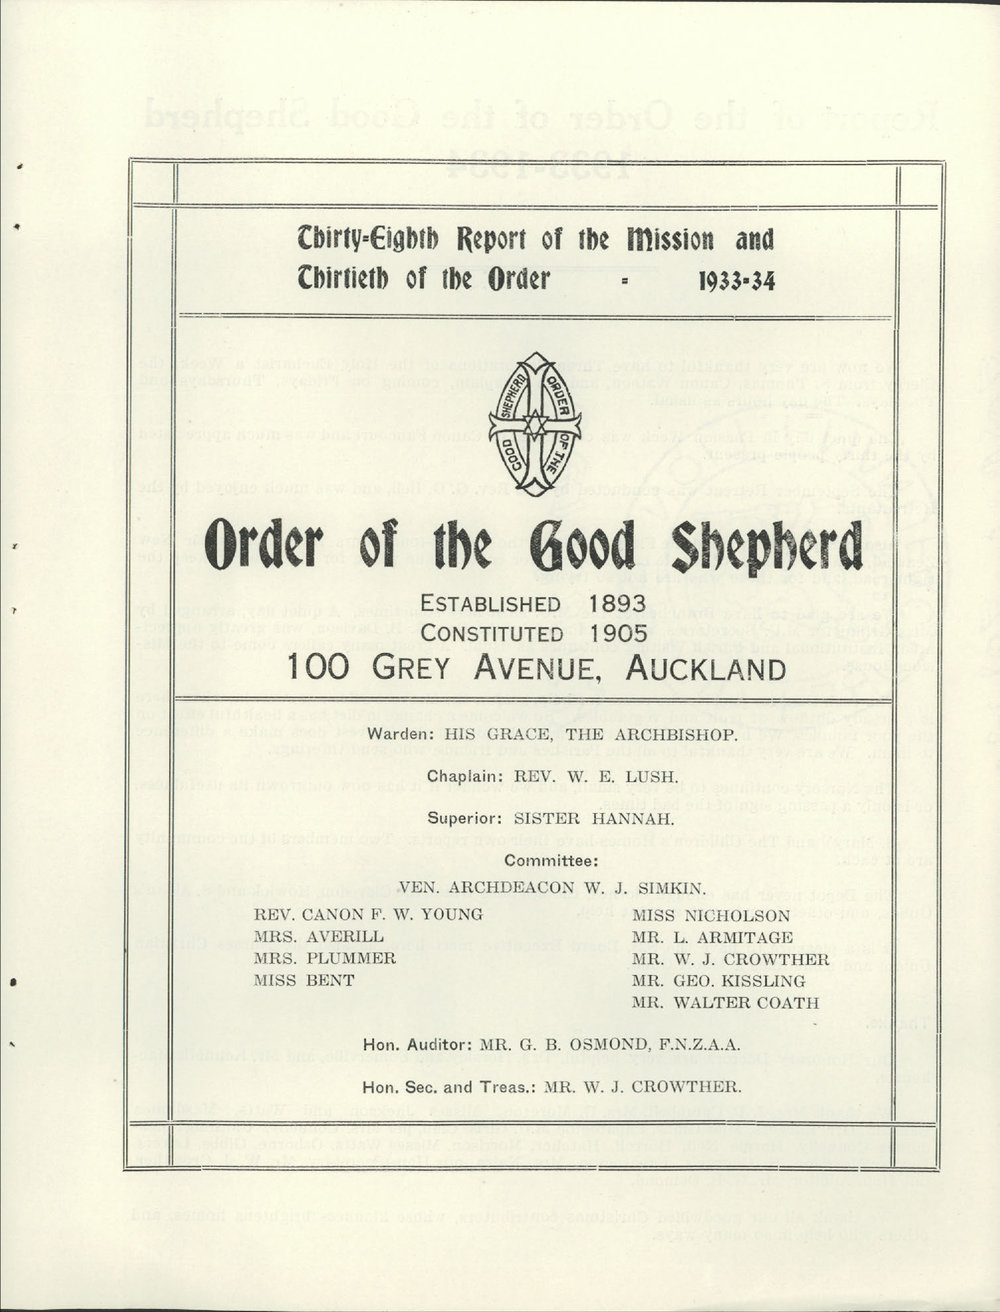 Thirty-Eighth Report of the Mission and
Thirtieth of the Order - 1933-34
GOOD SHEPHERD ORDER OF THE
Order of the Good Shepherd
ESTABLISHED 1893
CONSTITUTED 1905
100 GREY AVENUE, AUCKLAND
Warden: HIS GRACE, THE ARCHBISHOP.
Chaplain: REV. W. E. LUSH.
Superior: SISTER HANNAH.
Committee:
VEN. ARCHDEACON W. J. SIMKIN.
REV. CANON F. W. YOUNG
MRS. AVERILL
MRS. PLUMMER
MISS BENT
MISS NICHOLSON
MR. L. ARMITAGE
MR. W. J. CROWTHER
MR. GEO. KISSLING
MR. WALTER COATH
Hon. Auditor: MR. G. B. OSMOND, F.N.Z.A.A.
Hon. Sec. and Treas.: MR. W. J. CROWTHER.